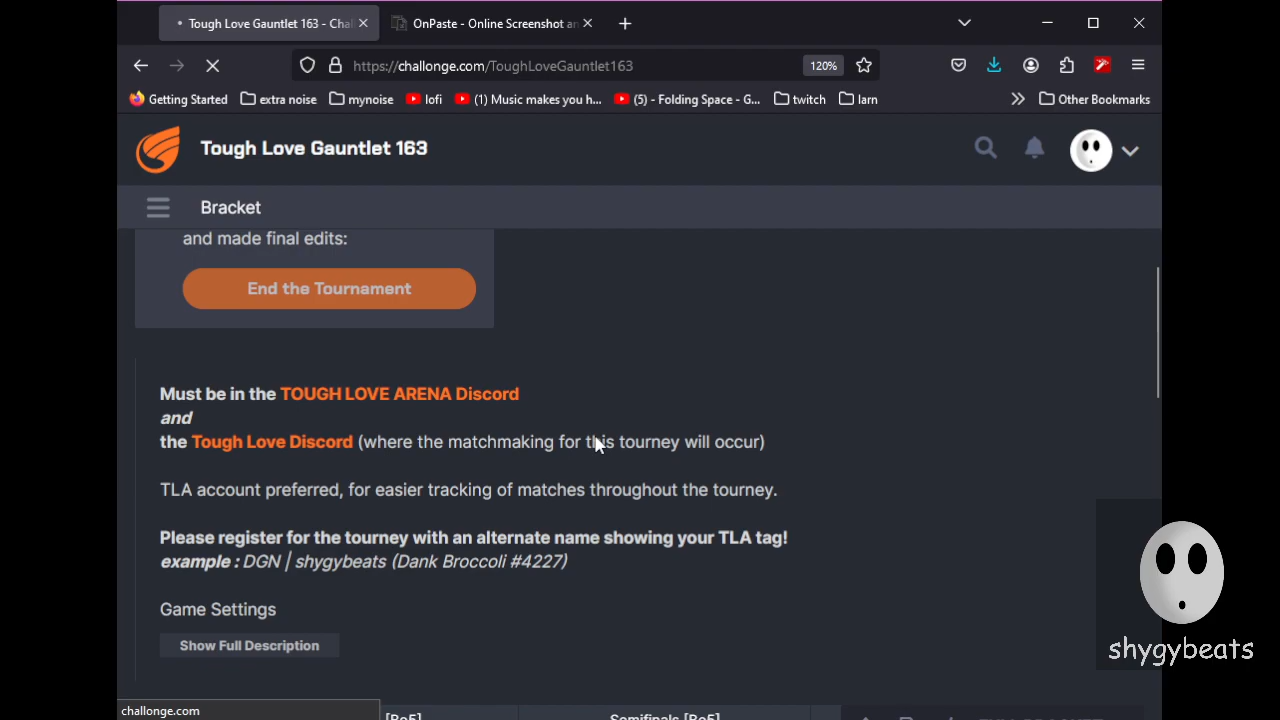 Tough Love Gauntlet 163 - Chal
OnPaste - Online Screenshot an
https://challonge.com/ToughLoveGauntlet163
120%
Getting Started
extra noise
mynoise
lofi
(1) Music makes you h...
(5) - Folding Space - G...
twitch
larn
Other Bookmarks
Tough Love Gauntlet 163
Bracket
and made final edits:
End the Tournament
Must be in the TOUGH LOVE ARENA Discord
and
the Tough Love Discord (where the matchmaking for this tourney will occur)
TLA account preferred, for easier tracking of matches throughout the tourney.
Please register for the tourney with an alternate name showing your TLA tag!
example : DGN | shygybeats (Dank Broccoli #4227)
Game Settings
Show Full Description
shygybeats
challonge.com
[Bo5]
Semifinals [Bo5]